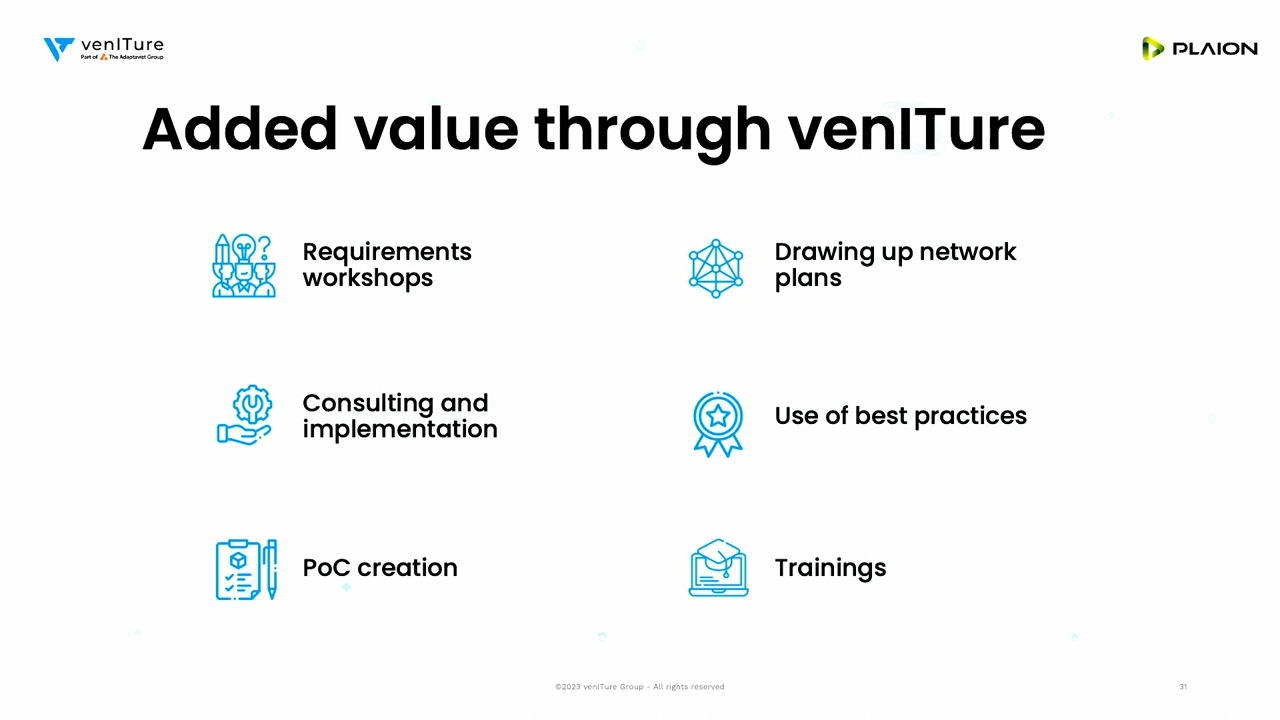 venITure
Part of The Adaptavist Group
PLAION
Added value through venITure
Requirements
workshops
Drawing up network
plans
Consulting and
implementation
Use of best practices
PoC creation
Trainings
©2023 venITure Group - All rights reserved
31